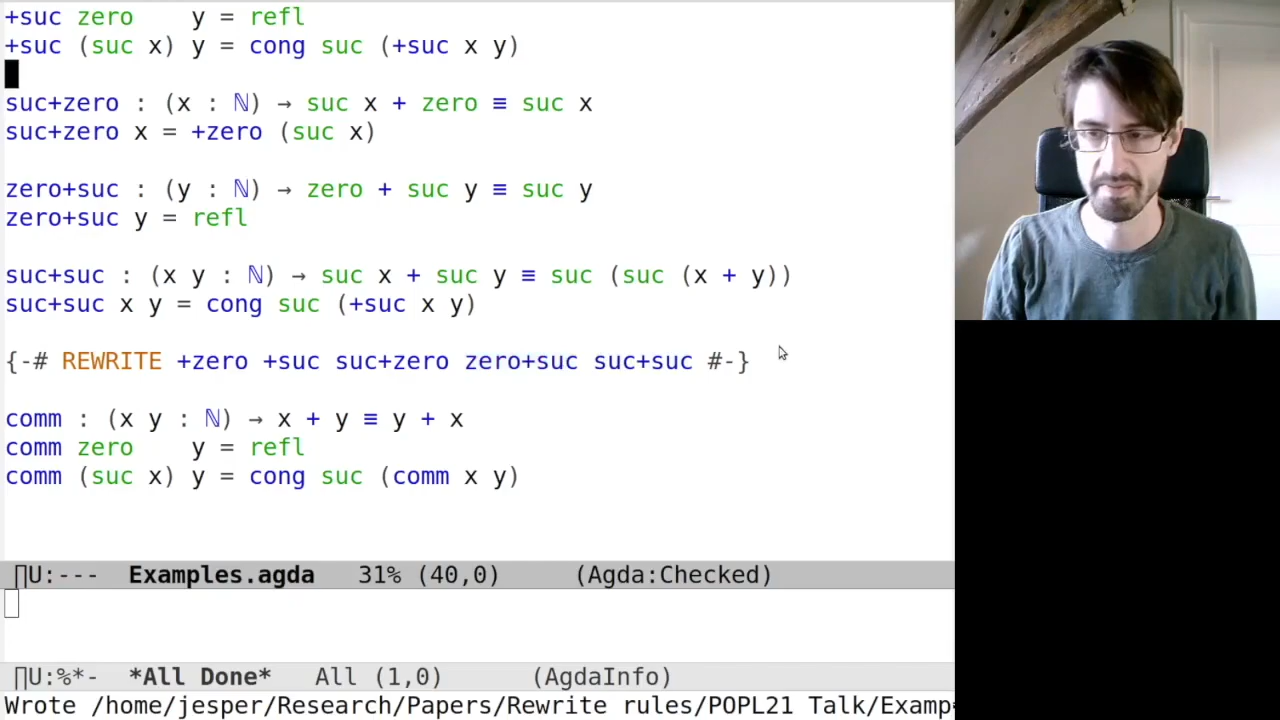 +suc zero    y = refl
+suc (suc x) y = cong suc (+suc x y)
suc+zero : (x : ℕ) → suc x + zero ≡ suc x
suc+zero x = +zero (suc x)
zero+suc : (y : ℕ) → zero + suc y ≡ suc y
zero+suc y = refl
suc+suc : (x y : ℕ) → suc x + suc y ≡ suc (suc (x + y))
suc+suc x y = cong suc (+suc x y)
{-# REWRITE +zero +suc suc+zero zero+suc suc+suc #-}
comm : (x y : ℕ) → x + y ≡ y + x
comm zero    y = refl
comm (suc x) y = cong suc (comm x y)
∏U:---  Examples.agda   31% (40,0)    (Agda:Checked)
∏U:%*-  *All Done*   All (1,0)    (AgdaInfo)
Wrote /home/jesper/Research/Papers/Rewrite rules/POPL21 Talk/Examp